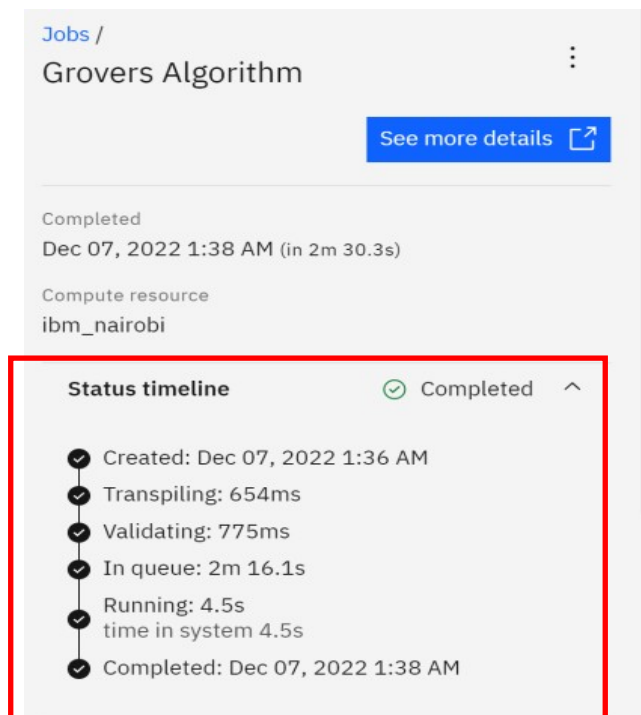 Jobs /
Grovers Algorithm
See more details
Completed
Dec 07, 2022 1:38 AM (in 2m 30.3s)
Compute resource
ibm_nairobi
Status timeline Completed
Created: Dec 07, 2022 1:36 AM
Transpiling: 654ms
Validating: 775ms
In queue: 2m 16.1s
Running: 4.5s
time in system 4.5s
Completed: Dec 07, 2022 1:38 AM